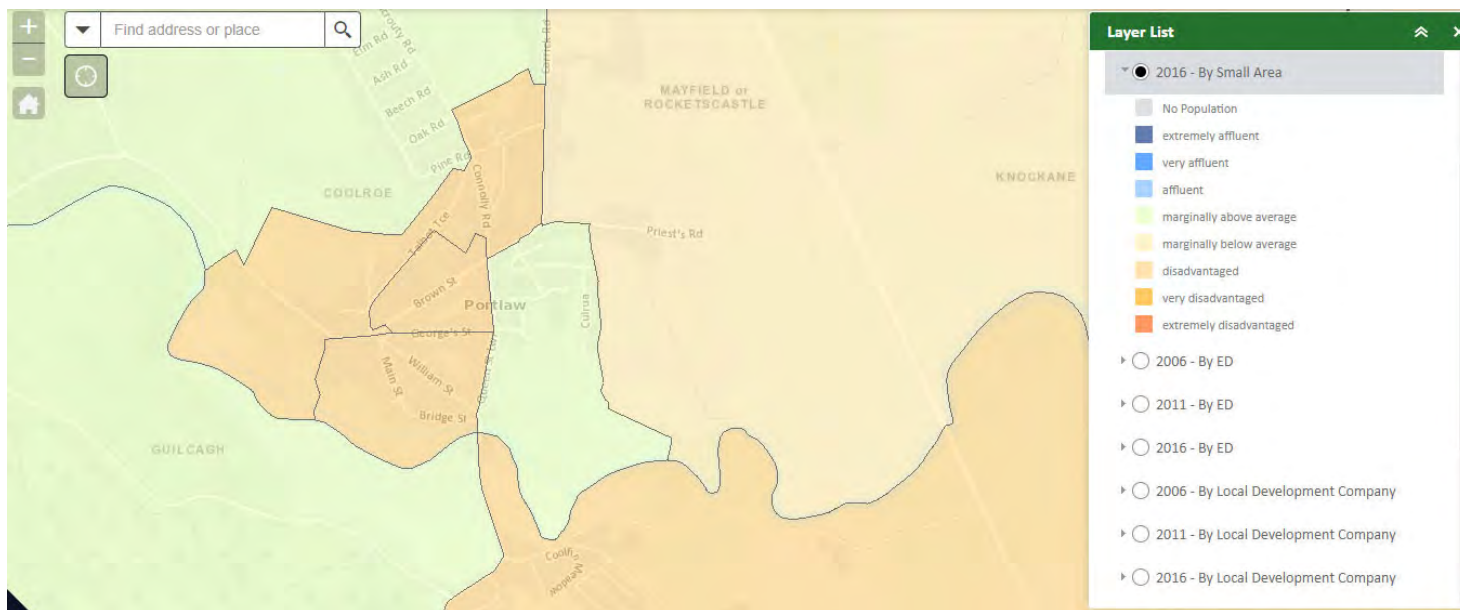 Find address or place
Elm Rd
Ash Rd
Beech Rd
Oak Rd
Pine Rd
Carrick Rd
MAYFIELD or
ROCKETSCASTLE
COOLROE
KNOCKANE
Connolly Rd
Talbot Tce
Priest's Rd
Brown St
Portlaw
Culrua
George's St
William St
Main St
Bridge St
GUILCAGH
Meadow
Layer List
2016 - By Small Area
No Population
extremely affluent
very affluent
affluent
marginally above average
marginally below average
disadvantaged
very disadvantaged
extremely disadvantaged
2006 - By ED
2011 - By ED
2016 - By ED
2006 - By Local Development Company
2011 - By Local Development Company
2016 - By Local Development Company